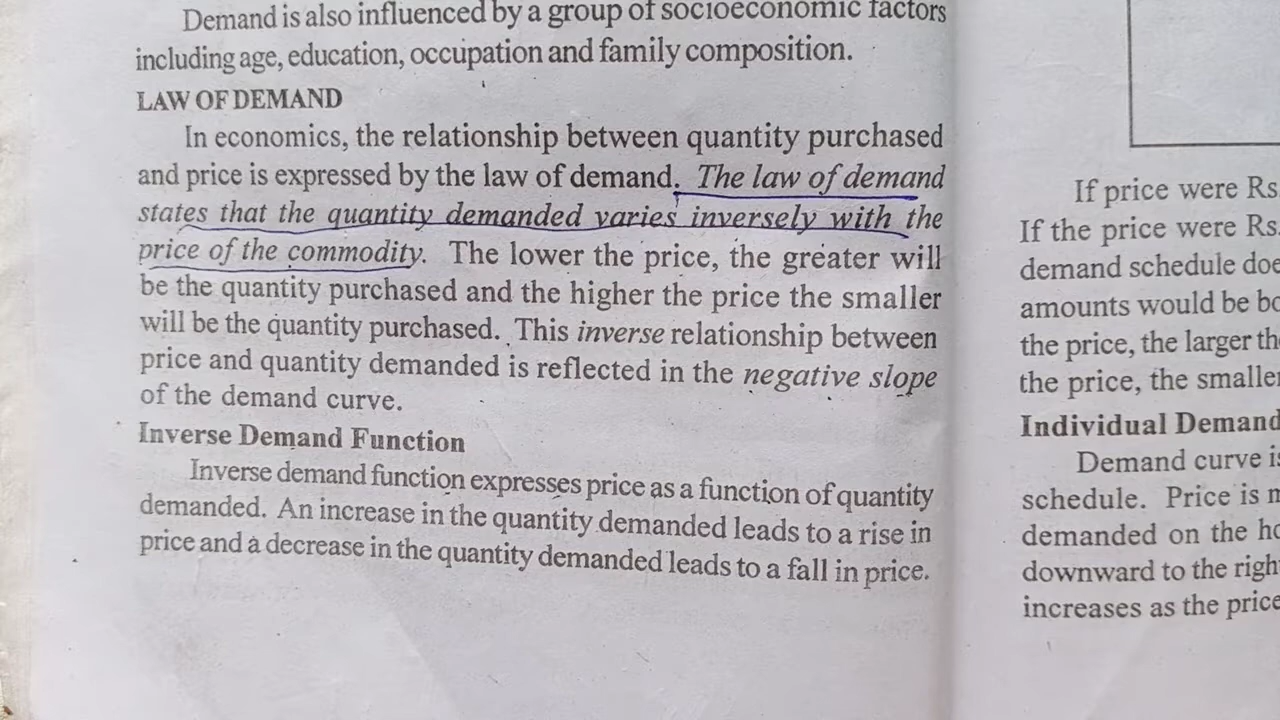 Demand is also influenced by a group of socioeconomic factors
including age, education, occupation and family composition.
LAW OF DEMAND
In economics, the relationship between quantity purchased
and price is expressed by the law of demand. The law of demand
states that the quantity demanded varies inversely with the
price of the commodity. The lower the price, the greater will
be the quantity purchased and the higher the price the smaller
will be the quantity purchased. This inverse relationship between
price and quantity demanded is reflected in the negative slope
of the demand curve.
Inverse Demand Function
Inverse demand function expresses price as a function of quantity
demanded. An increase in the quantity demanded leads to a rise in
price and a decrease in the quantity demanded leads to a fall in price.
If price were Rs
If the price were Rs.
demand schedule
amounts would be
the price, the larger
the price, the
Individual Demand
Demand curve
schedule. Price is
demanded on the
downward to the
increases as the price